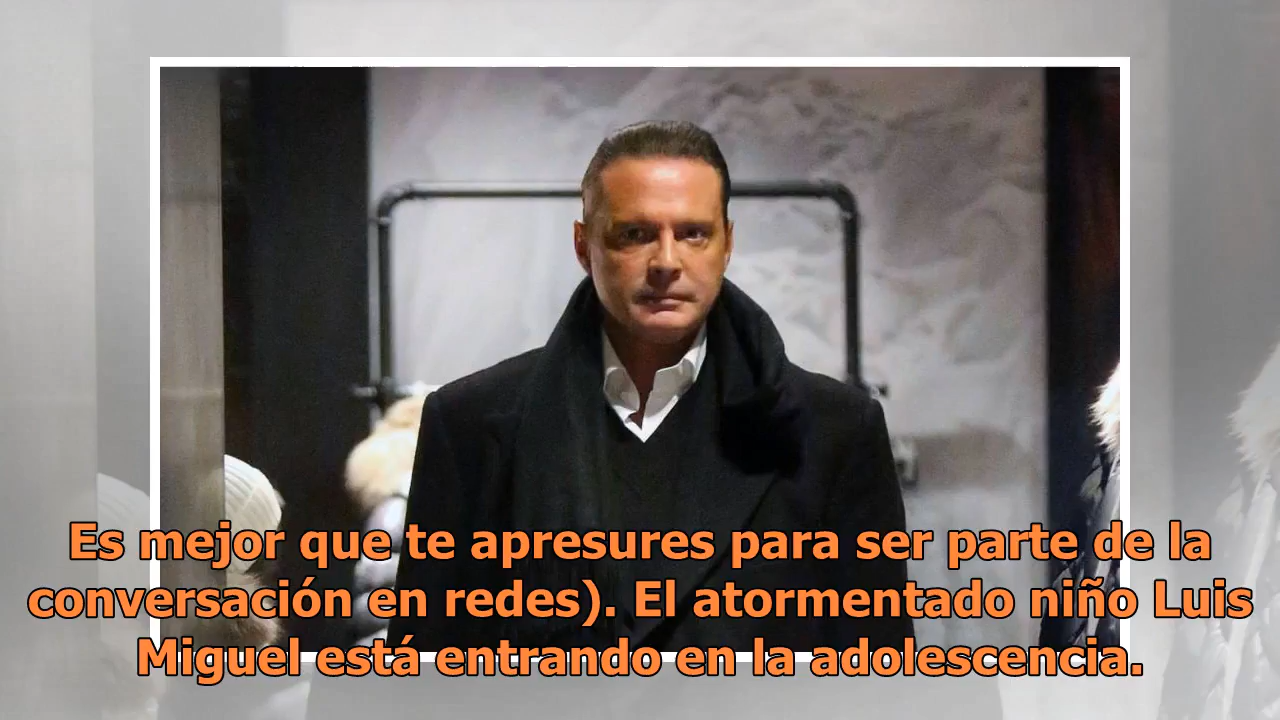 Es mejor que te apresures para ser parte de la
conversación en redes). El atormentado niño Luis
Miguel está entrando en la adolescencia.